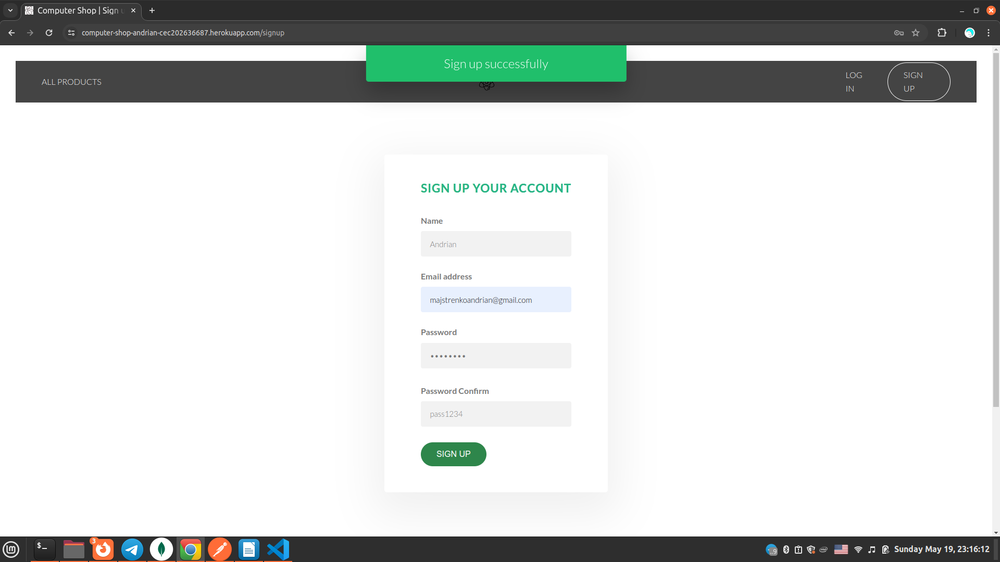 Computer Shop | Sign u
computer-shop-andrian-cec202636687.herokuapp.com/signup
Sign up successfully
ALL PRODUCTS
LOG
IN
SIGN
UP
SIGN UP YOUR ACCOUNT
Name
Andrian
Email address
majstrenkoandrian@gmail.com
Password
••••••••
Password Confirm
pass1234
SIGN UP
3
$_
..9
intel
Sunday May 19, 23:16:12